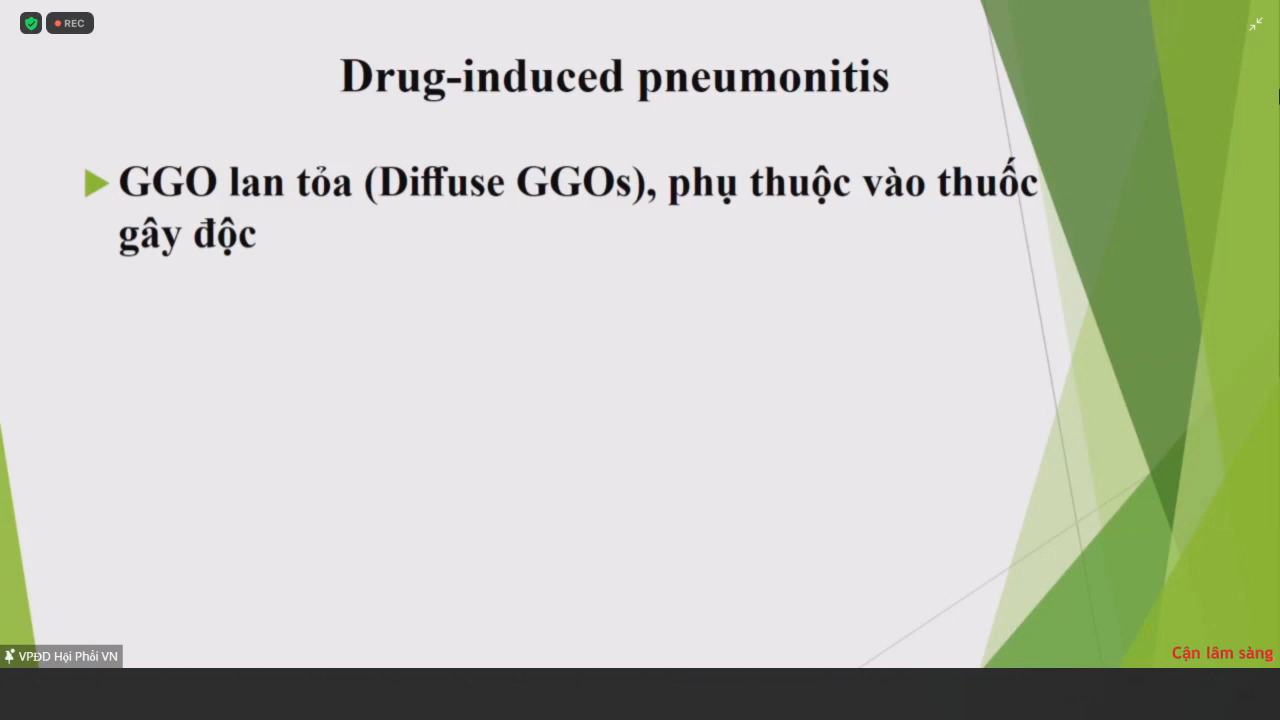 REC
Drug-induced pneumonitis
GGO lan tỏa (Diffuse GGOs), phụ thuộc vào thuốc
gây độc
VPĐD Hội Phổi VN
Cận lâm sàng